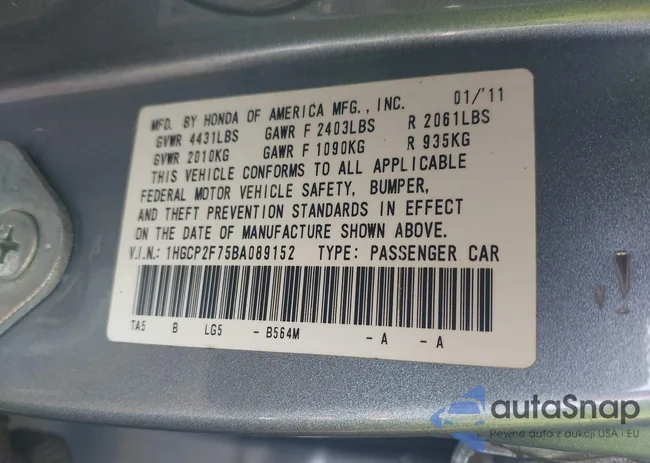 MFD. BY HONDA OF AMERICA MFG., INC. 01/'11
GVWR 4431LBS GAWR F 2403LBS R 2061LBS
GVWR 2010KG GAWR F 1090KG R 935KG
THIS VEHICLE CONFORMS TO ALL APPLICABLE
FEDERAL MOTOR VEHICLE SAFETY, BUMPER,
AND THEFT PREVENTION STANDARDS IN EFFECT
ON THE DATE OF MANUFACTURE SHOWN ABOVE.
V.I.N.: 1HGCP2F75BA089152 TYPE: PASSENGER CAR
TA5 B LG5 - B564M - A - A
autaSnap
Pewne auta z aukcji USA i EU